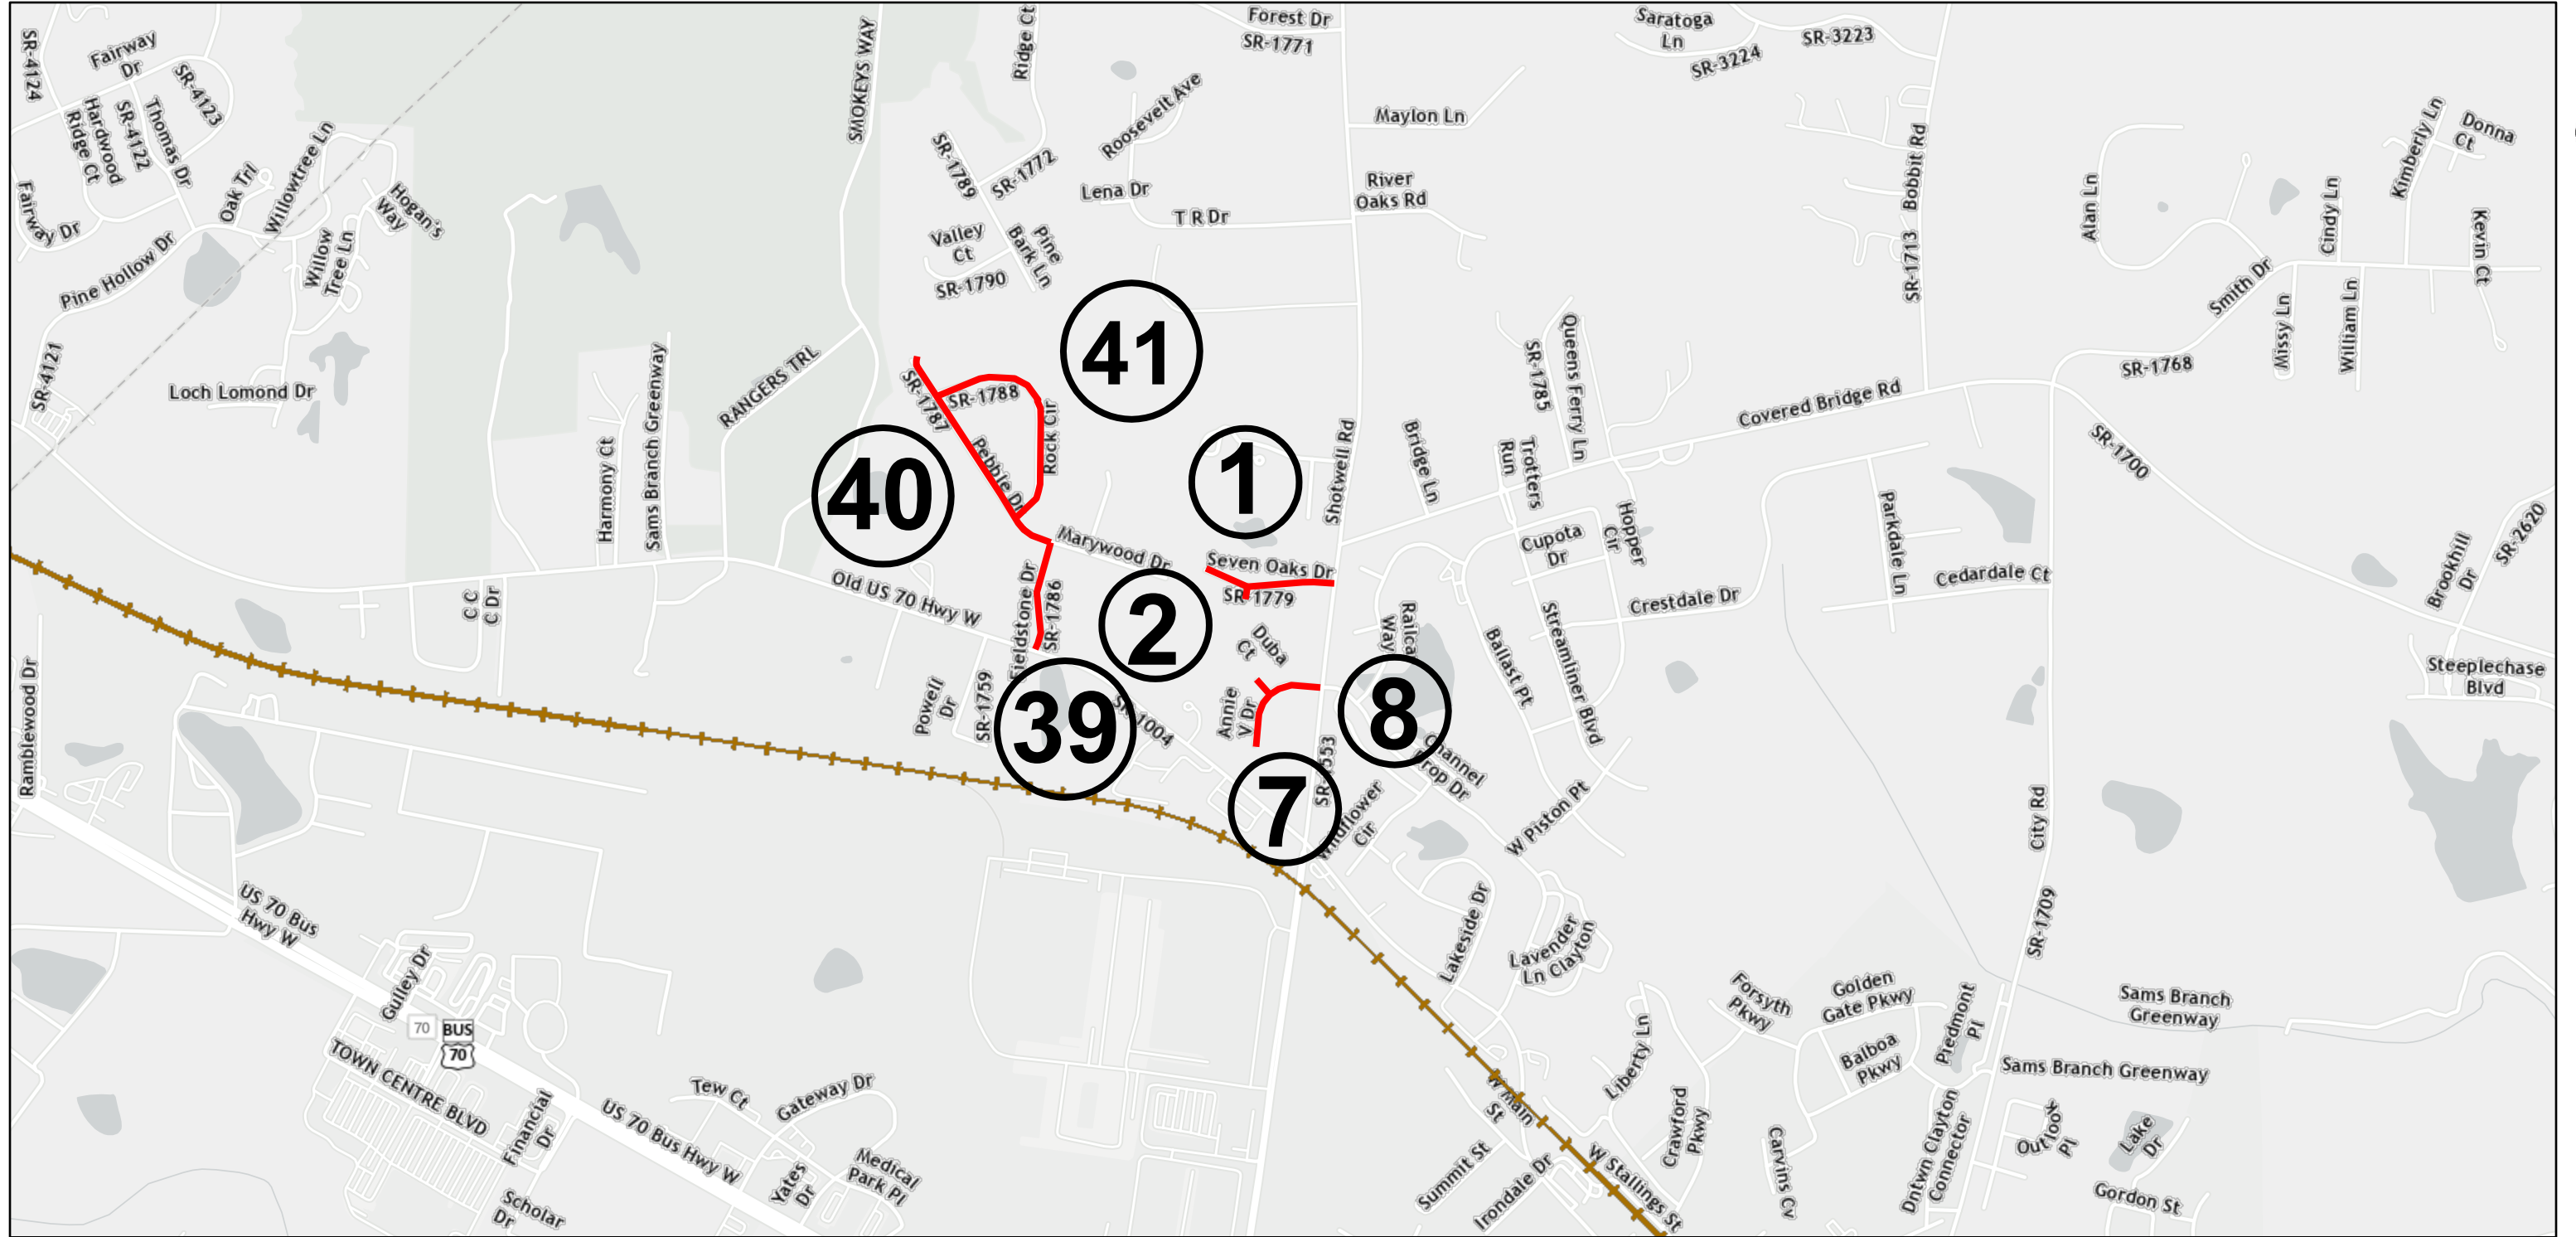 SR-4124
Fairway
Dr
SR-4123
Hardwood
Ridge Ct
SR-4122
Thomas Dr
Oak Trl
Willowtree Ln
Hogan's
Way
Fairway Dr
Pine Hollow Dr
Willow
Tree Ln
SR-4121
Loch Lomond Dr
SMOKEYS WAY
Ridge Ct
Forest Dr
SR-1771
Roosevelt Ave
SR-1789
SR-1772
Lena Dr
T R Dr
Valley
Ct
Pine
Bark Ln
SR-1790
Maylon Ln
River
Oaks Rd
Saratoga
Ln
SR-3224
SR-3223
Bobbit Rd
SR-1713
Alan Ln
Kimberly Ln
Donna
Ct
Cindy Ln
Kevin Ct
Smith Dr
Missy Ln
William Ln
SR-1768
SR-1700
RANGERS TRL
Harmony Ct
Sams Branch Greenway
41
SR-1787
SR-1788
Rock Cir
Pebble Dr
40
1
Shotwell Rd
Bridge Ln
SR-1785
Queens Ferry Ln
Trotters
Run
Covered Bridge Rd
Cupota
Dr
Hopper
Cir
Parkdale Ln
Cedardale Ct
Crestdale Dr
Brookhill
Dr
SR-2620
Steeplechase
Blvd
Marywood Dr
Seven Oaks Dr
SR-1779
Old US 70 Hwy W
C C
C Dr
Fieldstone Dr
SR-1786
2
Duba
Ct
Railca
Way
Ballast Pt
Streamliner Blvd
Ramblewood Dr
Powell
Dr
SR-1759
39
SR-1004
Annie
V Dr
8
7
Channel
Drop Dr
Wildflower
Cir
W Piston Pt
City Rd
SR-1709
Lakeside Dr
Lavender
Ln Clayton
US 70 Bus
Hwy W
Gulley Dr
70
BUS
70
TOWN CENTRE BLVD
Financial
Dr
Scholar
Dr
US 70 Bus Hwy W
Tew Ct
Gateway Dr
Yates
Dr
Medical
Park Pl
W Main
St
Summit St
Irondale Dr
W Stallings St
Liberty Ln
Crawford
Pkwy
Forsyth
Pkwy
Golden
Gate Pkwy
Balboa
Pkwy
Piedmont
Pl
Carvins Cv
Dntwn Clayton
Connector
Sams Branch
Greenway
Sams Branch Greenway
Outlook
Pl
Lake
Dr
Gordon St